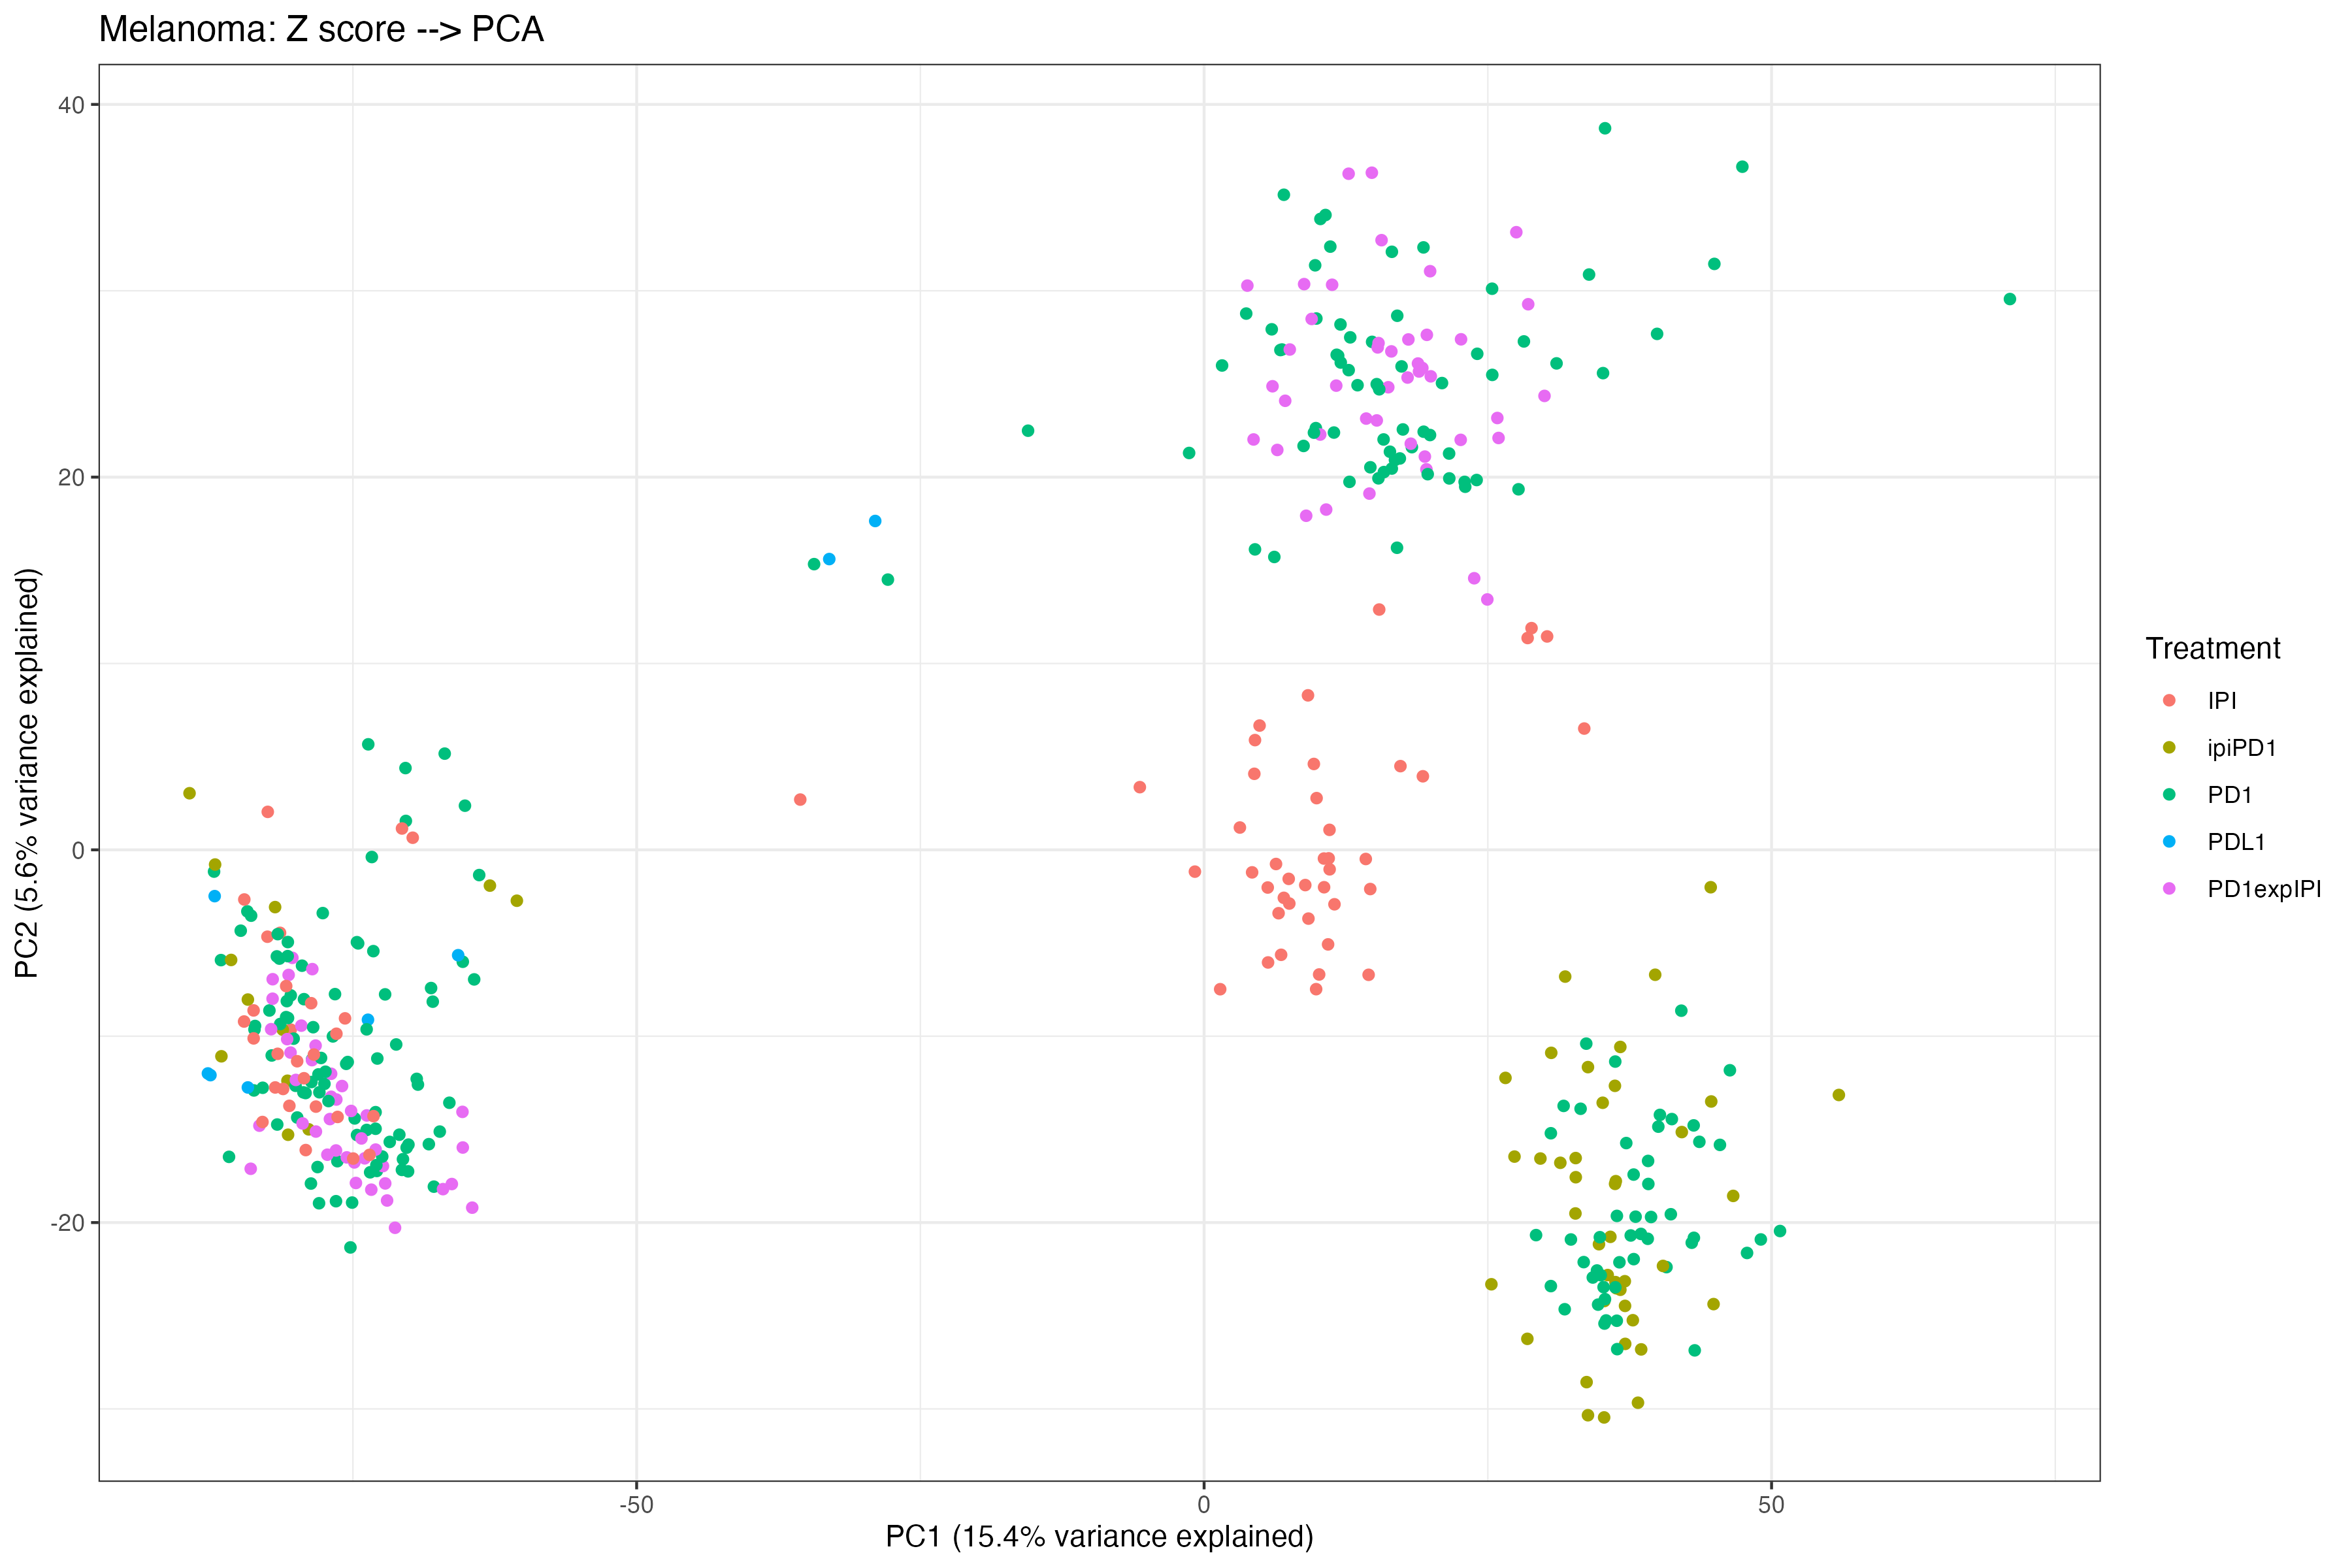 Melanoma: Z score --> PCA
40
20
0
-20
PC2 (5.6% variance explained)
-50
0
50
PC1 (15.4% variance explained)
Treatment
IPI
ipiPD1
PD1
PDL1
PD1expIPI